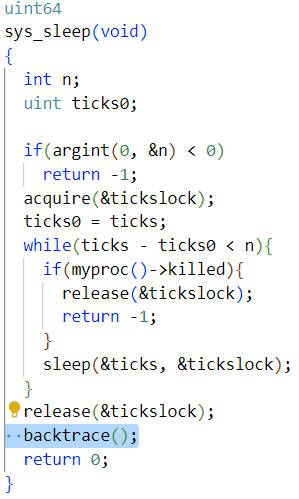 uint64
sys_sleep(void)
{
  int n;
  uint ticks0;

  if(argint(0, &n) < 0)
    return -1;
  acquire(&tickslock);
  ticks0 = ticks;
  while(ticks - ticks0 < n){
    if(myproc()->killed){
      release(&tickslock);
      return -1;
    }
    sleep(&ticks, &tickslock);
  }
  release(&tickslock);
  backtrace();
  return 0;
}